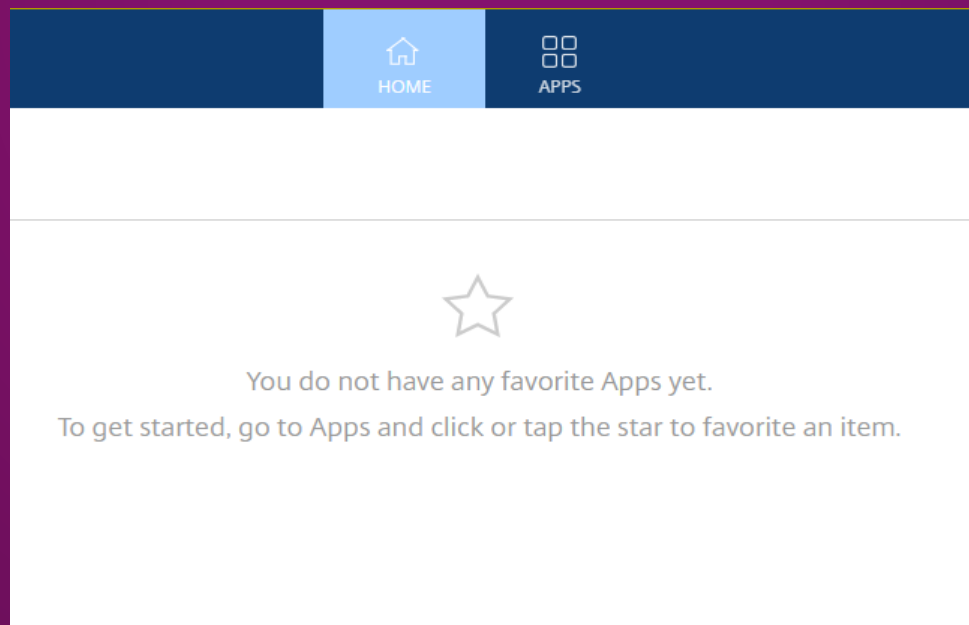 HOME
APPS
You do not have any favorite Apps yet.
To get started, go to Apps and click or tap the star to favorite an item.